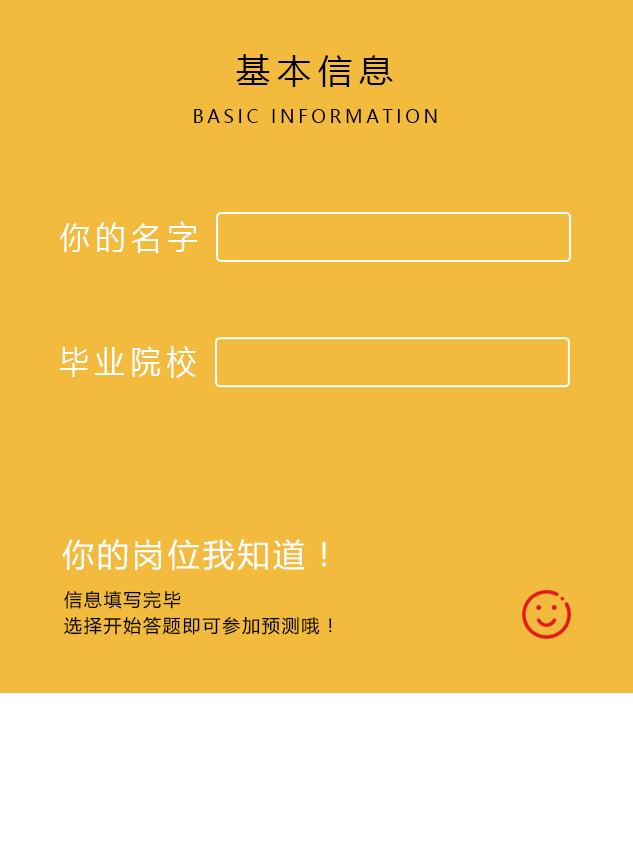 基本信息
BASIC INFORMATION
你的名字
毕业院校
你的岗位我知道！
信息填写完毕
选择开始答题即可参加预测哦！